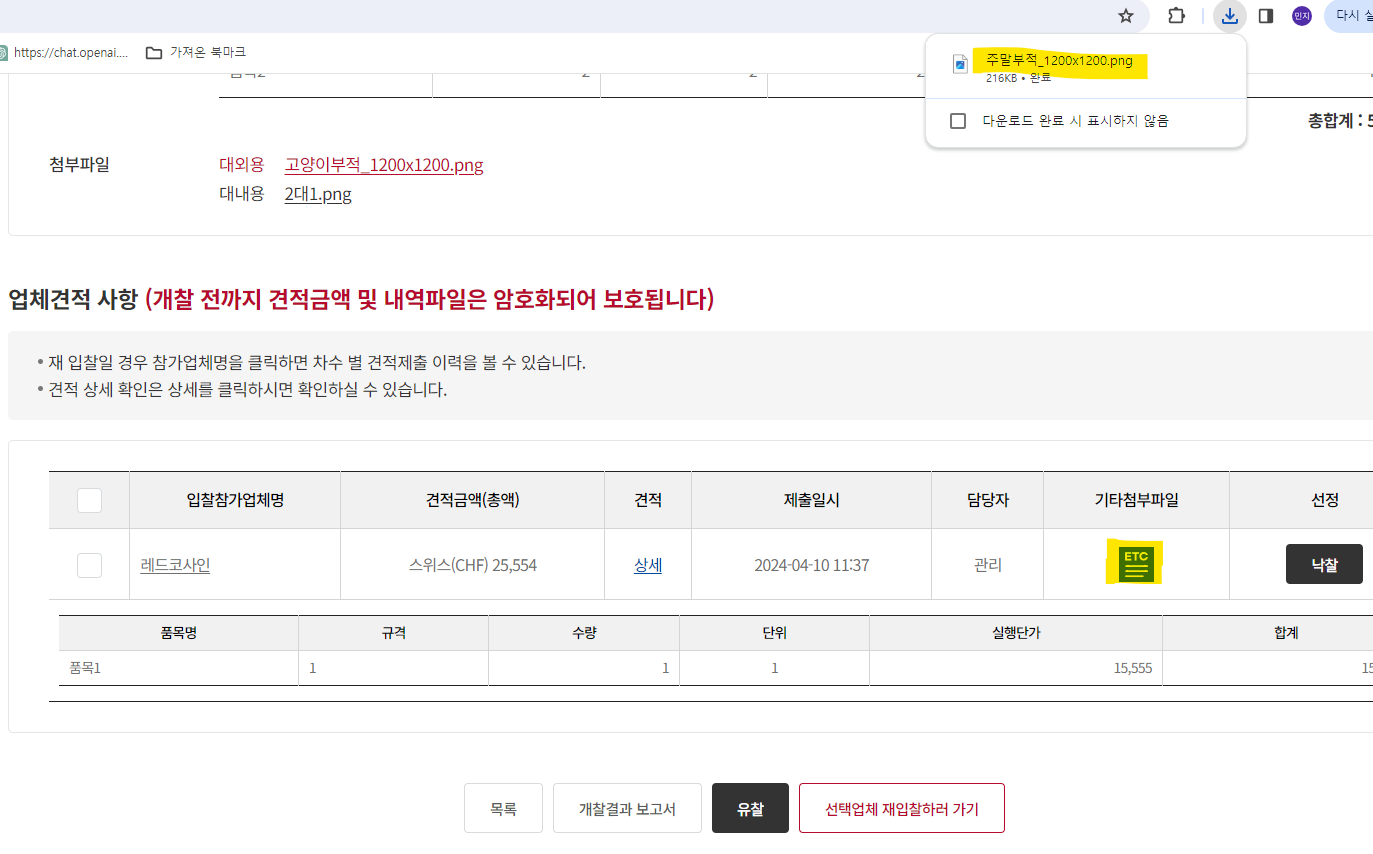 민지
다시 실
https://chat.openai....
가져온 북마크
주말부적_1200x1200.png
216KB • 완료
다운로드 완료 시 표시하지 않음
총합계 : 5
첨부파일
대외용 고양이부적_1200x1200.png
대내용 2대1.png
업체견적 사항 (개찰 전까지 견적금액 및 내역파일은 암호화되어 보호됩니다)
• 재 입찰일 경우 참가업체명을 클릭하면 차수 별 견적제출 이력을 볼 수 있습니다.
• 견적 상세 확인은 상세를 클릭하시면 확인하실 수 있습니다.
입찰참가업체명 견적금액(총액) 견적 제출일시 담당자 기타첨부파일 선정
레드코사인 스위스(CHF) 25,554 상세 2024-04-10 11:37 관리 ETC 낙찰
품목명 규격 수량 단위 실행단가 합계
품목1 1 1 1 15,555 15
목록 개찰결과 보고서 유찰 선택업체 재입찰하러 가기